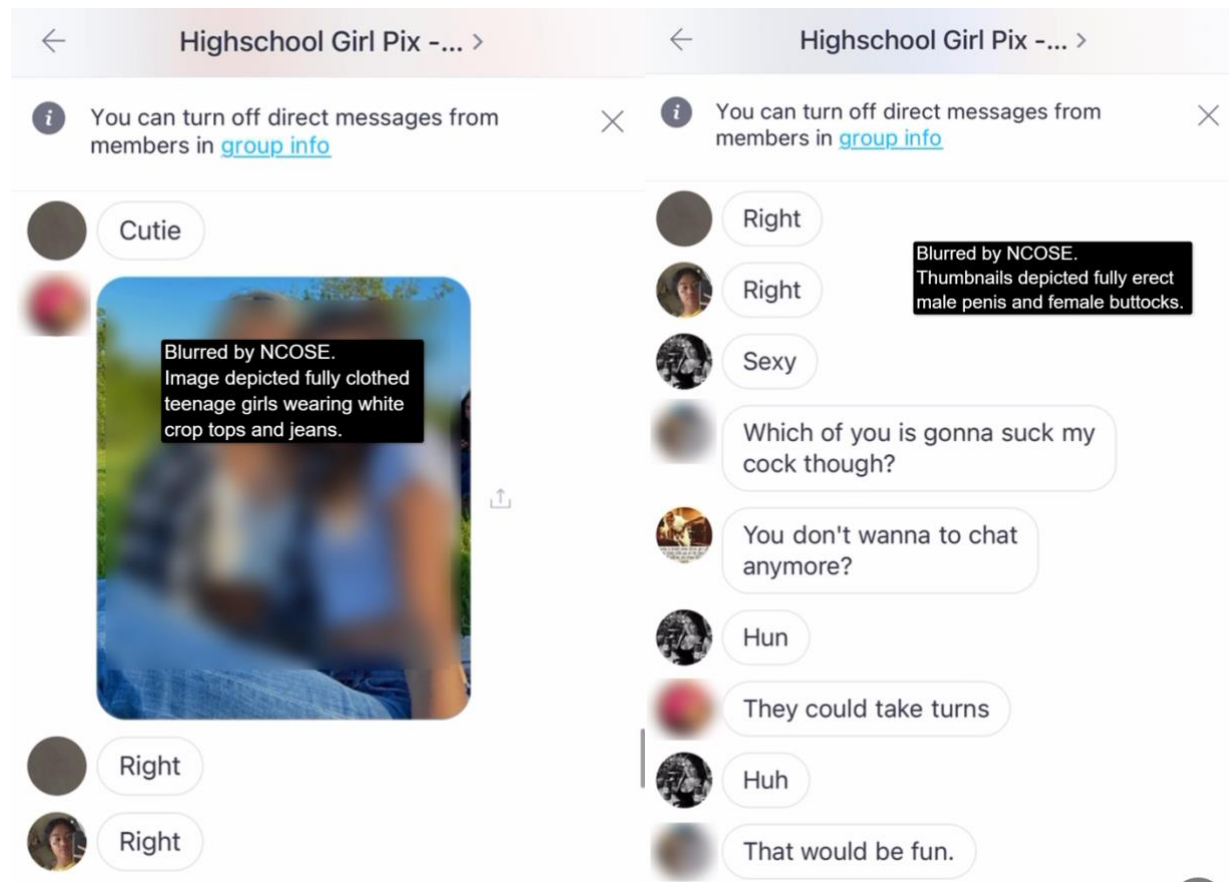 Highschool Girl Pix -... >
You can turn off direct messages from
members in group info
Cutie
Blurred by NCOSE.
Image depicted fully clothed
teenage girls wearing white
crop tops and jeans.
Right
Right
Highschool Girl Pix -... >
You can turn off direct messages from
members in group info
Right
Blurred by NCOSE.
Thumbnails depicted fully erect
male penis and female buttocks.
Right
Sexy
Which of you is gonna suck my
cock though?
You don't wanna to chat
anymore?
Hun
They could take turns
Huh
That would be fun.